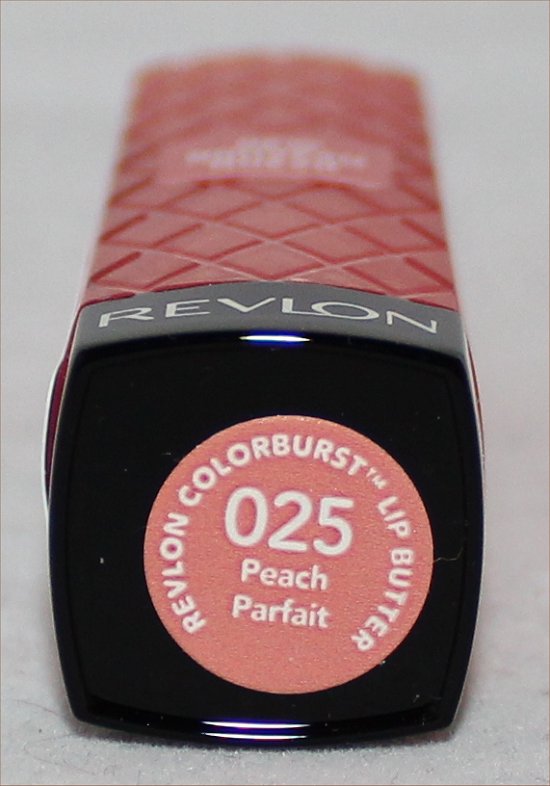 REVLON
REVLON COLORBURST™ LIP BUTTER
025
Peach
Parfait